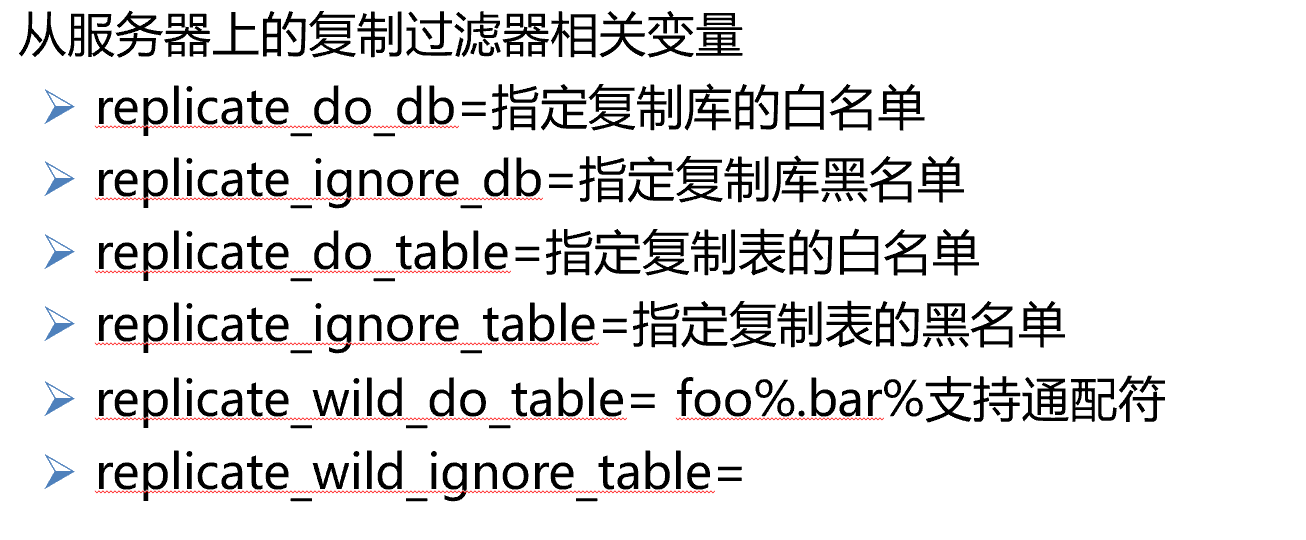 从服务器上的复制过滤器相关变量
replicate_do_db=指定复制库的白名单
replicate_ignore_db=指定复制库黑名单
replicate_do_table=指定复制表的白名单
replicate_ignore_table=指定复制表的黑名单
replicate_wild_do_table= foo%.bar%支持通配符
replicate_wild_ignore_table=